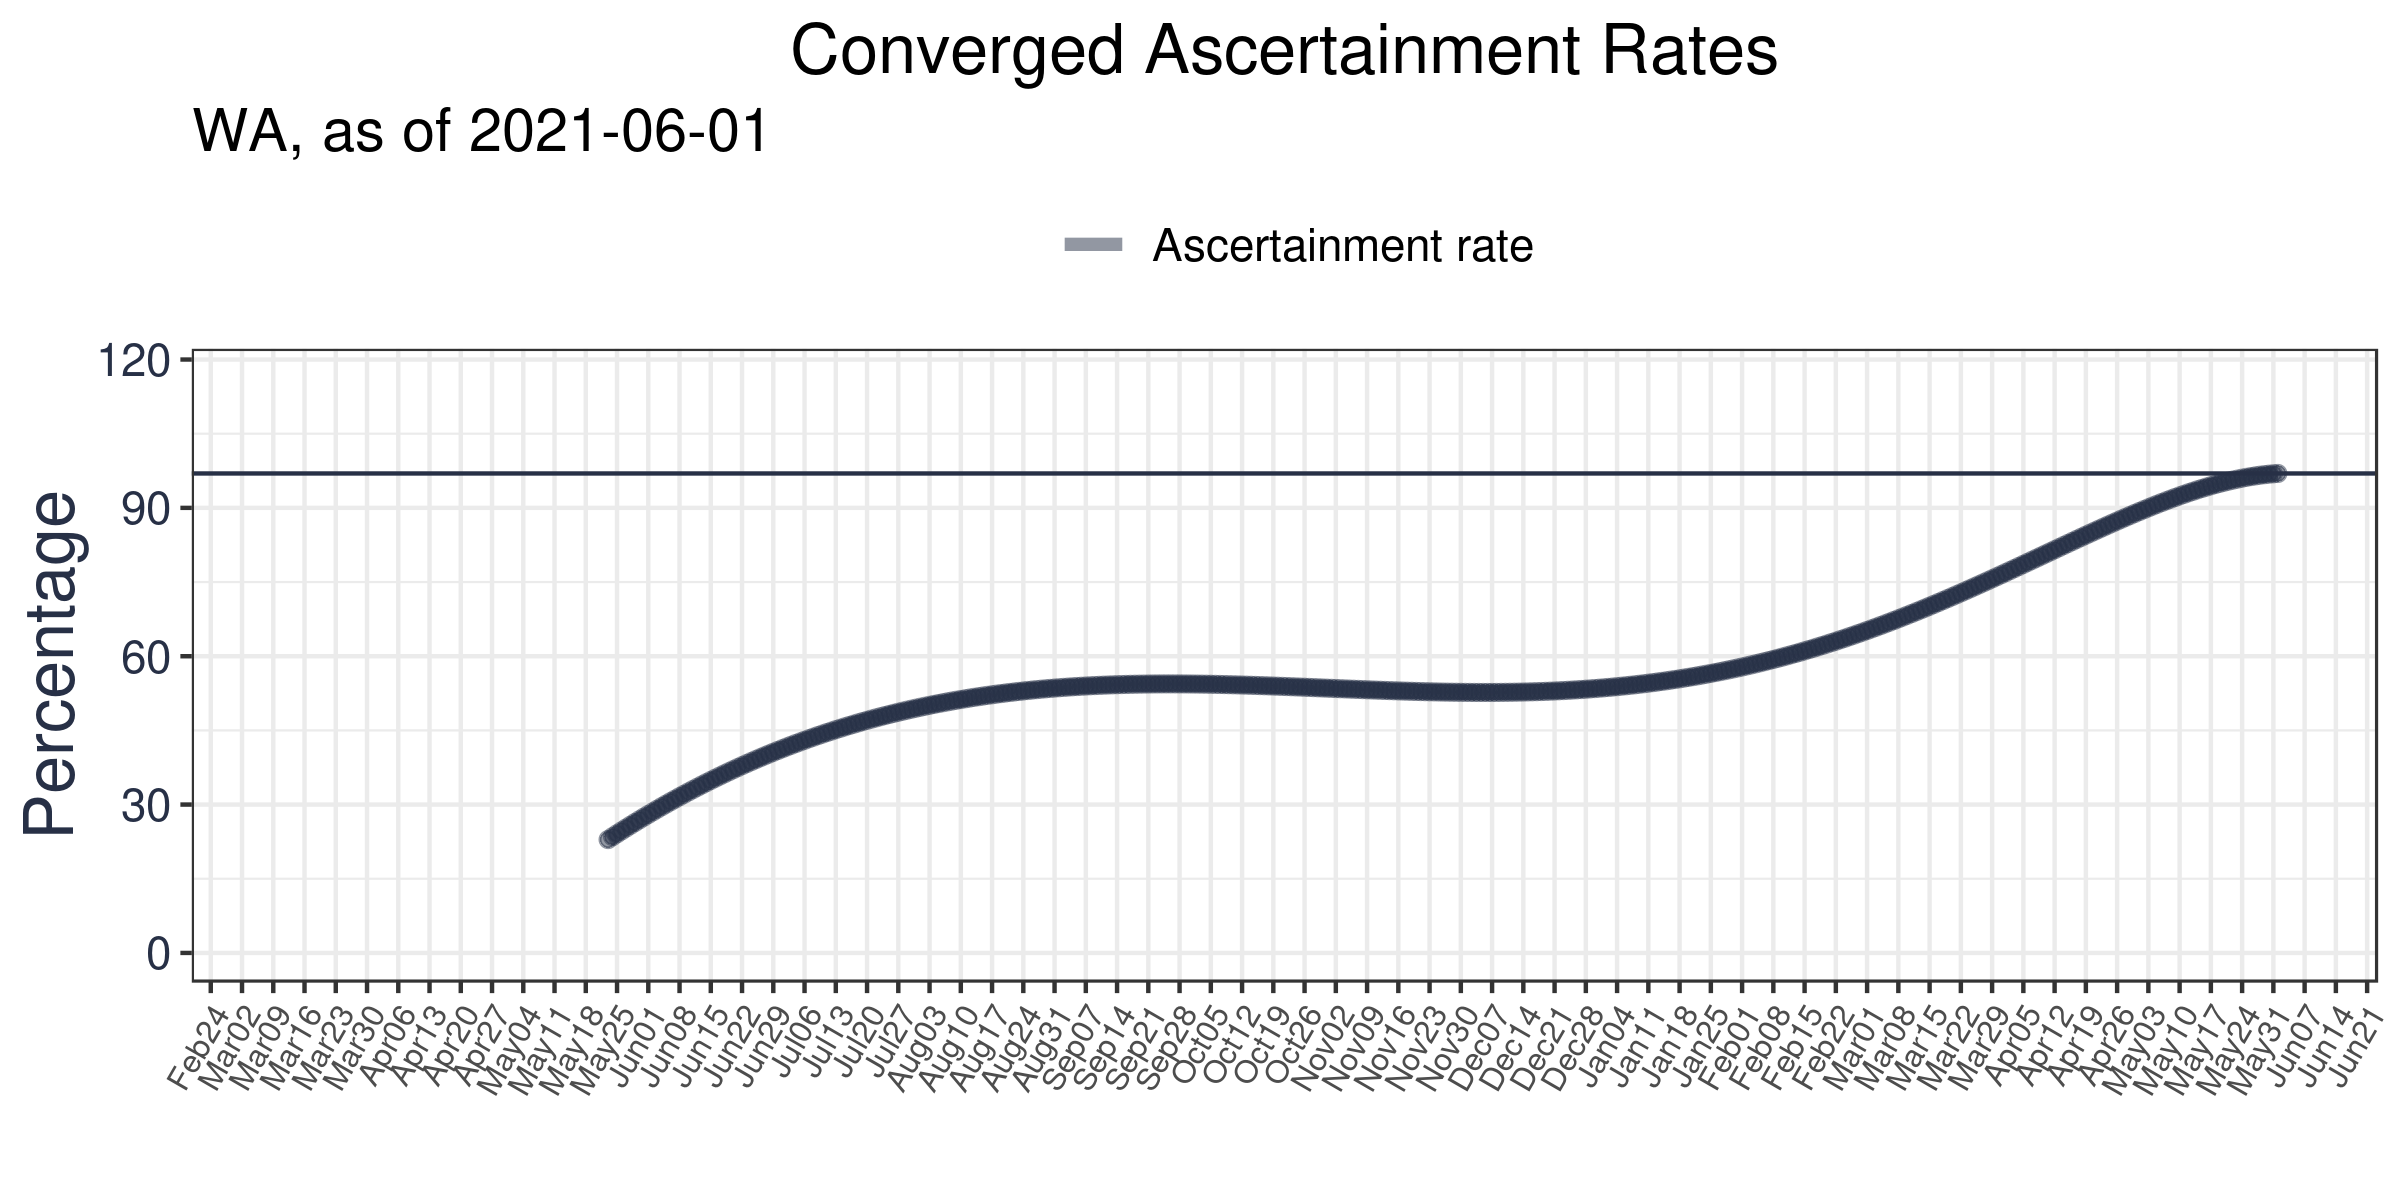 Converged Ascertainment Rates
WA, as of 2021-06-01
Ascertainment rate
Percentage
120
90
60
30
0
Feb24
Mar02
Mar09
Mar16
Mar23
Mar30
Apr06
Apr13
Apr20
Apr27
May04
May11
May18
May25
Jun01
Jun08
Jun15
Jun22
Jun29
Jul06
Jul13
Jul20
Jul27
Aug03
Aug10
Aug17
Aug24
Aug31
Sep07
Sep14
Sep21
Sep28
Oct05
Oct12
Oct19
Oct26
Nov02
Nov09
Nov16
Nov23
Nov30
Dec07
Dec14
Dec21
Dec28
Jan04
Jan11
Jan18
Jan25
Feb01
Feb08
Feb15
Feb22
Mar01
Mar08
Mar15
Mar22
Mar29
Apr05
Apr12
Apr19
Apr26
May03
May10
May17
May24
May31
Jun07
Jun14
Jun21